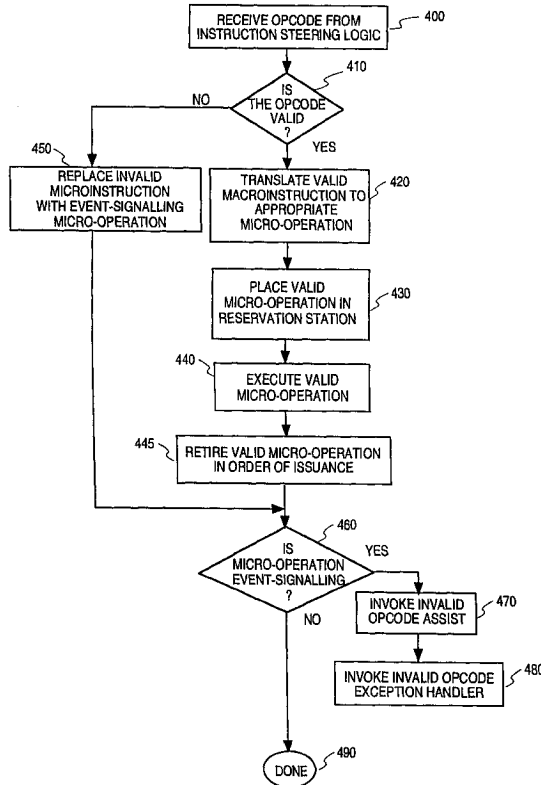 RECEIVE OPCODE FROM
INSTRUCTION STEERING LOGIC
400
410
IS
THE OPCODE
VALID
?
NO
YES
450
REPLACE INVALID
MICROINSTRUCTION
WITH EVENT-SIGNALLING
MICRO-OPERATION
TRANSLATE VALID
MACROINSTRUCTION TO
APPROPRIATE
MICRO-OPERATION
420
PLACE VALID
MICRO-OPERATION IN
RESERVATION STATION
430
440
EXECUTE VALID
MICRO-OPERATION
445
RETIRE VALID MICRO-OPERATION
IN ORDER OF ISSUANCE
460
IS
MICRO-OPERATION
EVENT-SIGNALLING
?
YES
NO
INVOKE INVALID
OPCODE ASSIST
470
INVOKE INVALID OPCODE
EXCEPTION HANDLER
480
DONE
490